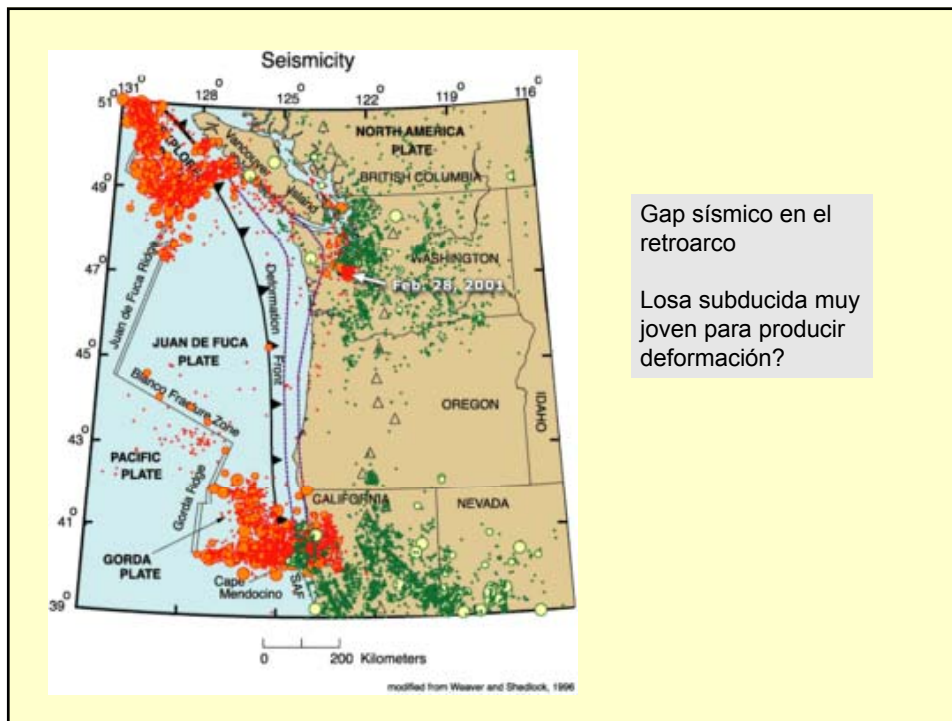 Seismicity
131°
128°
125°
122°
119°
116°
51°
49°
47°
45°
43°
41°
39°
NORTH AMERICA
PLATE
BRITISH COLUMBIA
Vancouver
Island
WASHINGTON
Feb. 28, 2001
Juan de Fuca Ridge
Deformation
Front
JUAN DE FUCA
PLATE
Blanco Fracture Zone
OREGON
IDAHO
PACIFIC
PLATE
Gorda Ridge
CALIFORNIA
NEVADA
GORDA
PLATE
Cape
Mendocino
SAF
0 200 Kilometers
modified from Weaver and Shedlock, 1996
Gap sísmico en el
retroarco
Losa subducida muy
joven para producir
deformación?